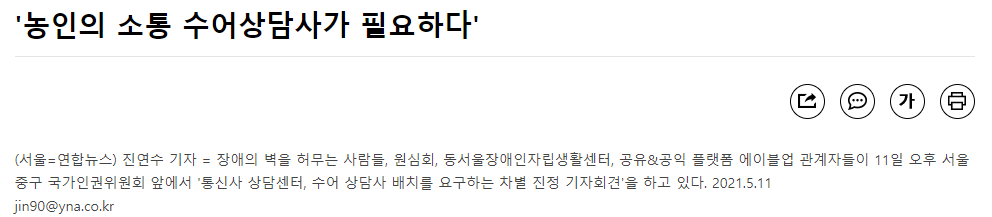 '농인의 소통 수어상담사가 필요하다'
가
(서울=연합뉴스) 진연수 기자 = 장애의 벽을 허무는 사람들, 원심회, 동서울장애인자립생활센터, 공유&공익 플랫폼 에이블업 관계자들이 11일 오후 서울
중구 국가인권위원회 앞에서 '통신사 상담센터, 수어 상담사 배치를 요구하는 차별 진정 기자회견'을 하고 있다. 2021.5.11
jin90@yna.co.kr